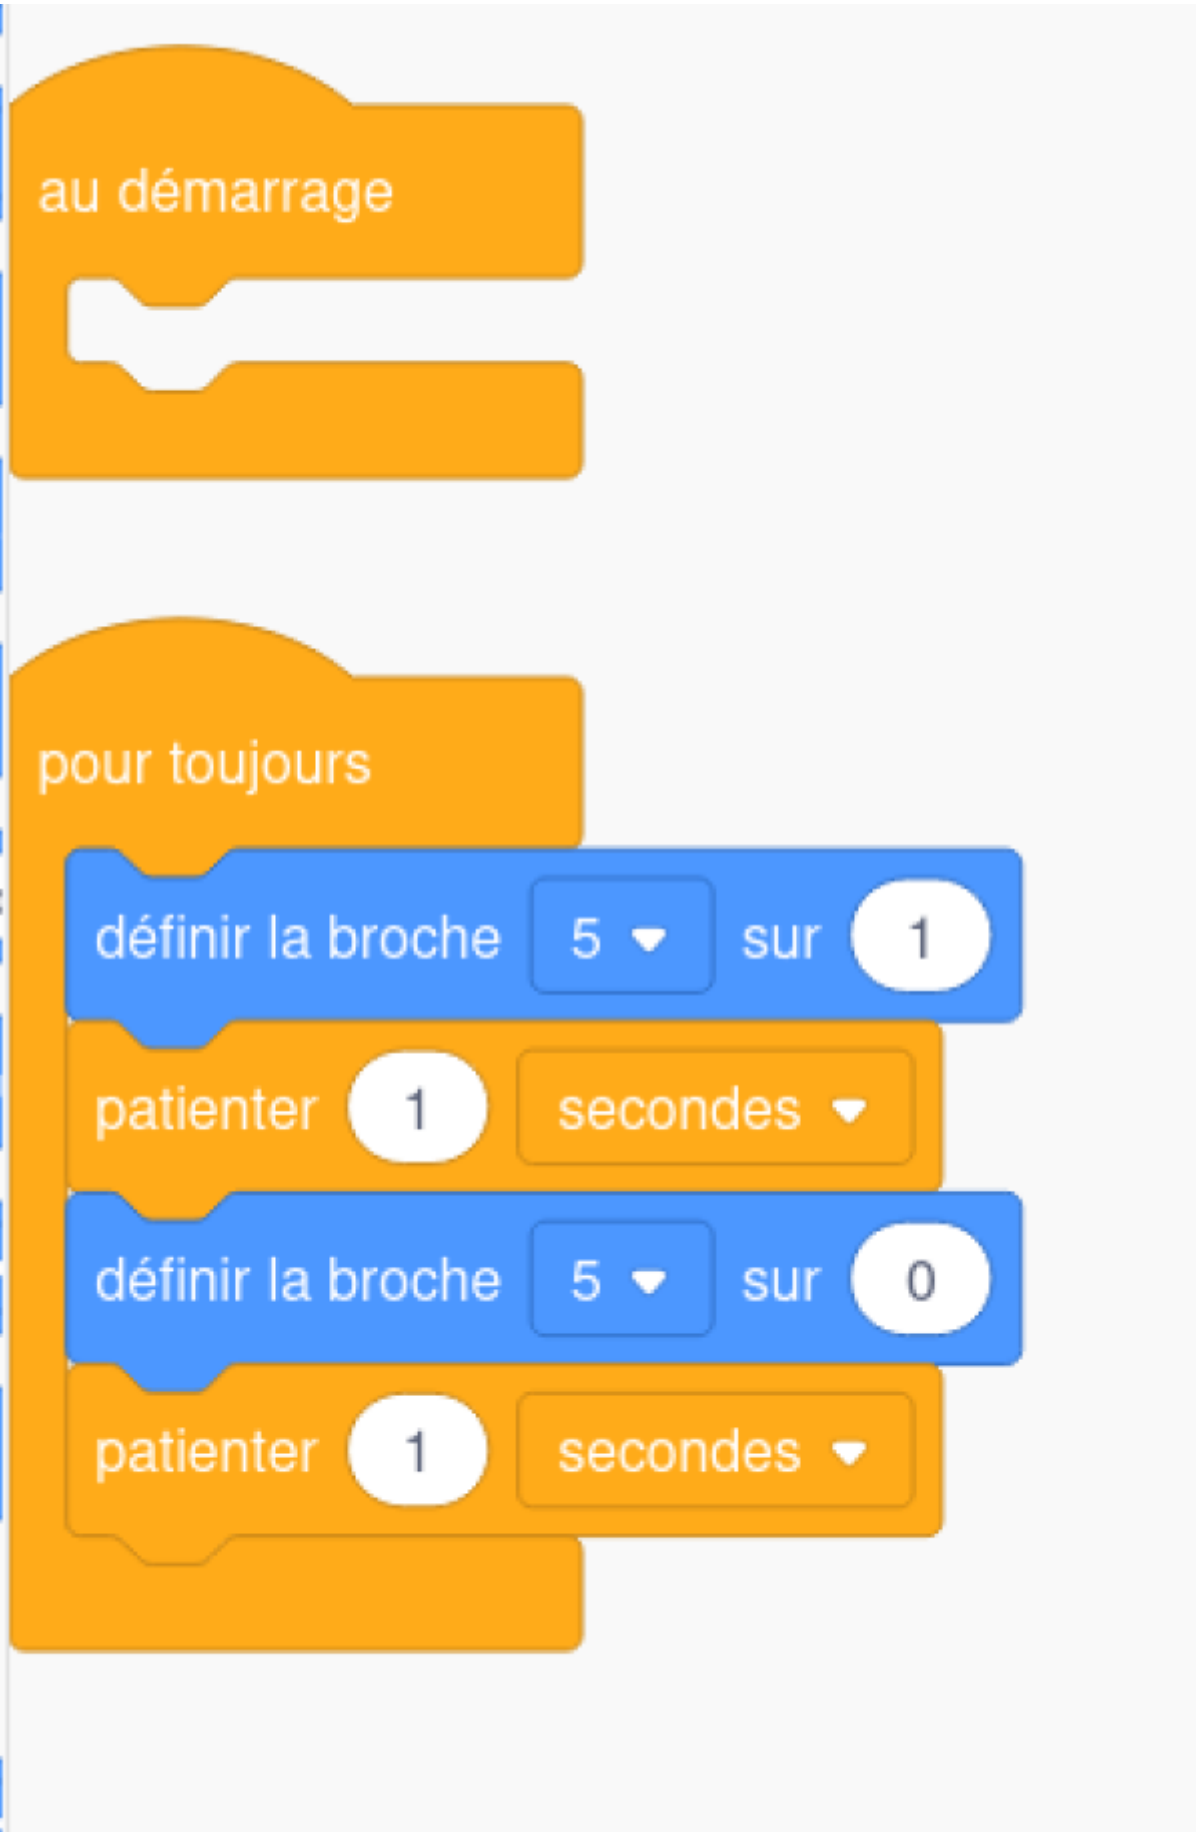 au démarrage
pour toujours
définir la broche 5 sur 1
patienter 1 secondes
définir la broche 5 sur 0
patienter 1 secondes